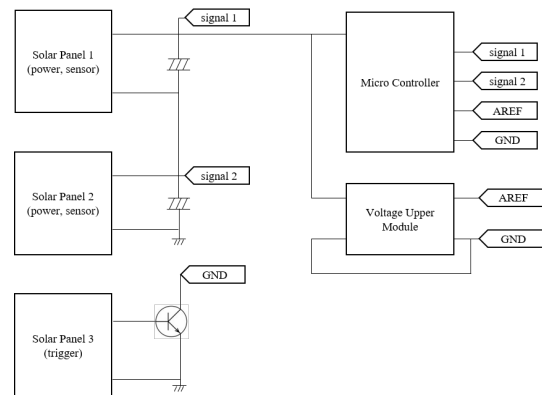 signal 1
Solar Panel 1
(power, sensor)
Micro Controller
signal 1
signal 2
AREF
GND
Solar Panel 2
(power, sensor)
signal 2
Voltage Upper
Module
AREF
GND
GND
Solar Panel 3
(trigger)